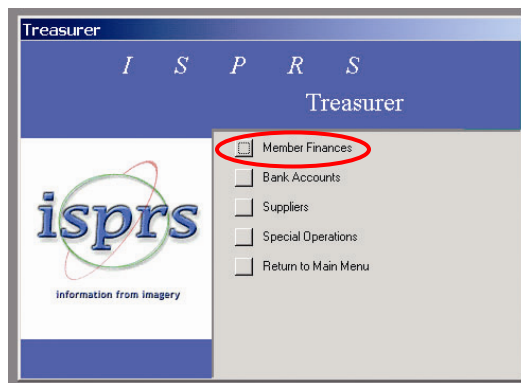 Treasurer
I S P R S
Treasurer
Member Finances
Bank Accounts
Suppliers
Special Operations
Return to Main Menu
isprs
information from imagery